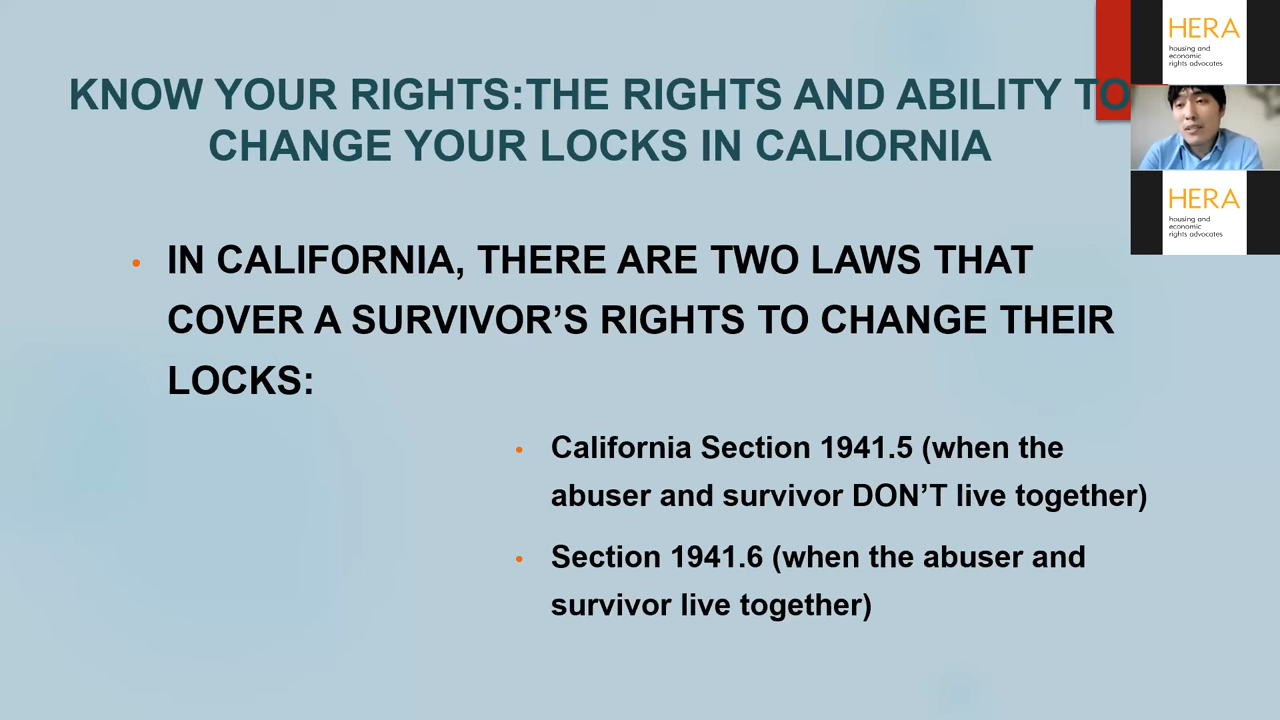 KNOW YOUR RIGHTS:THE RIGHTS AND ABILITY TO
CHANGE YOUR LOCKS IN CALIORNIA
• IN CALIFORNIA, THERE ARE TWO LAWS THAT
COVER A SURVIVOR’S RIGHTS TO CHANGE THEIR
LOCKS:
• California Section 1941.5 (when the
abuser and survivor DON’T live together)
• Section 1941.6 (when the abuser and
survivor live together)
HERA
housing and
economic
rights advocates
HERA
housing and
economic
rights advocates